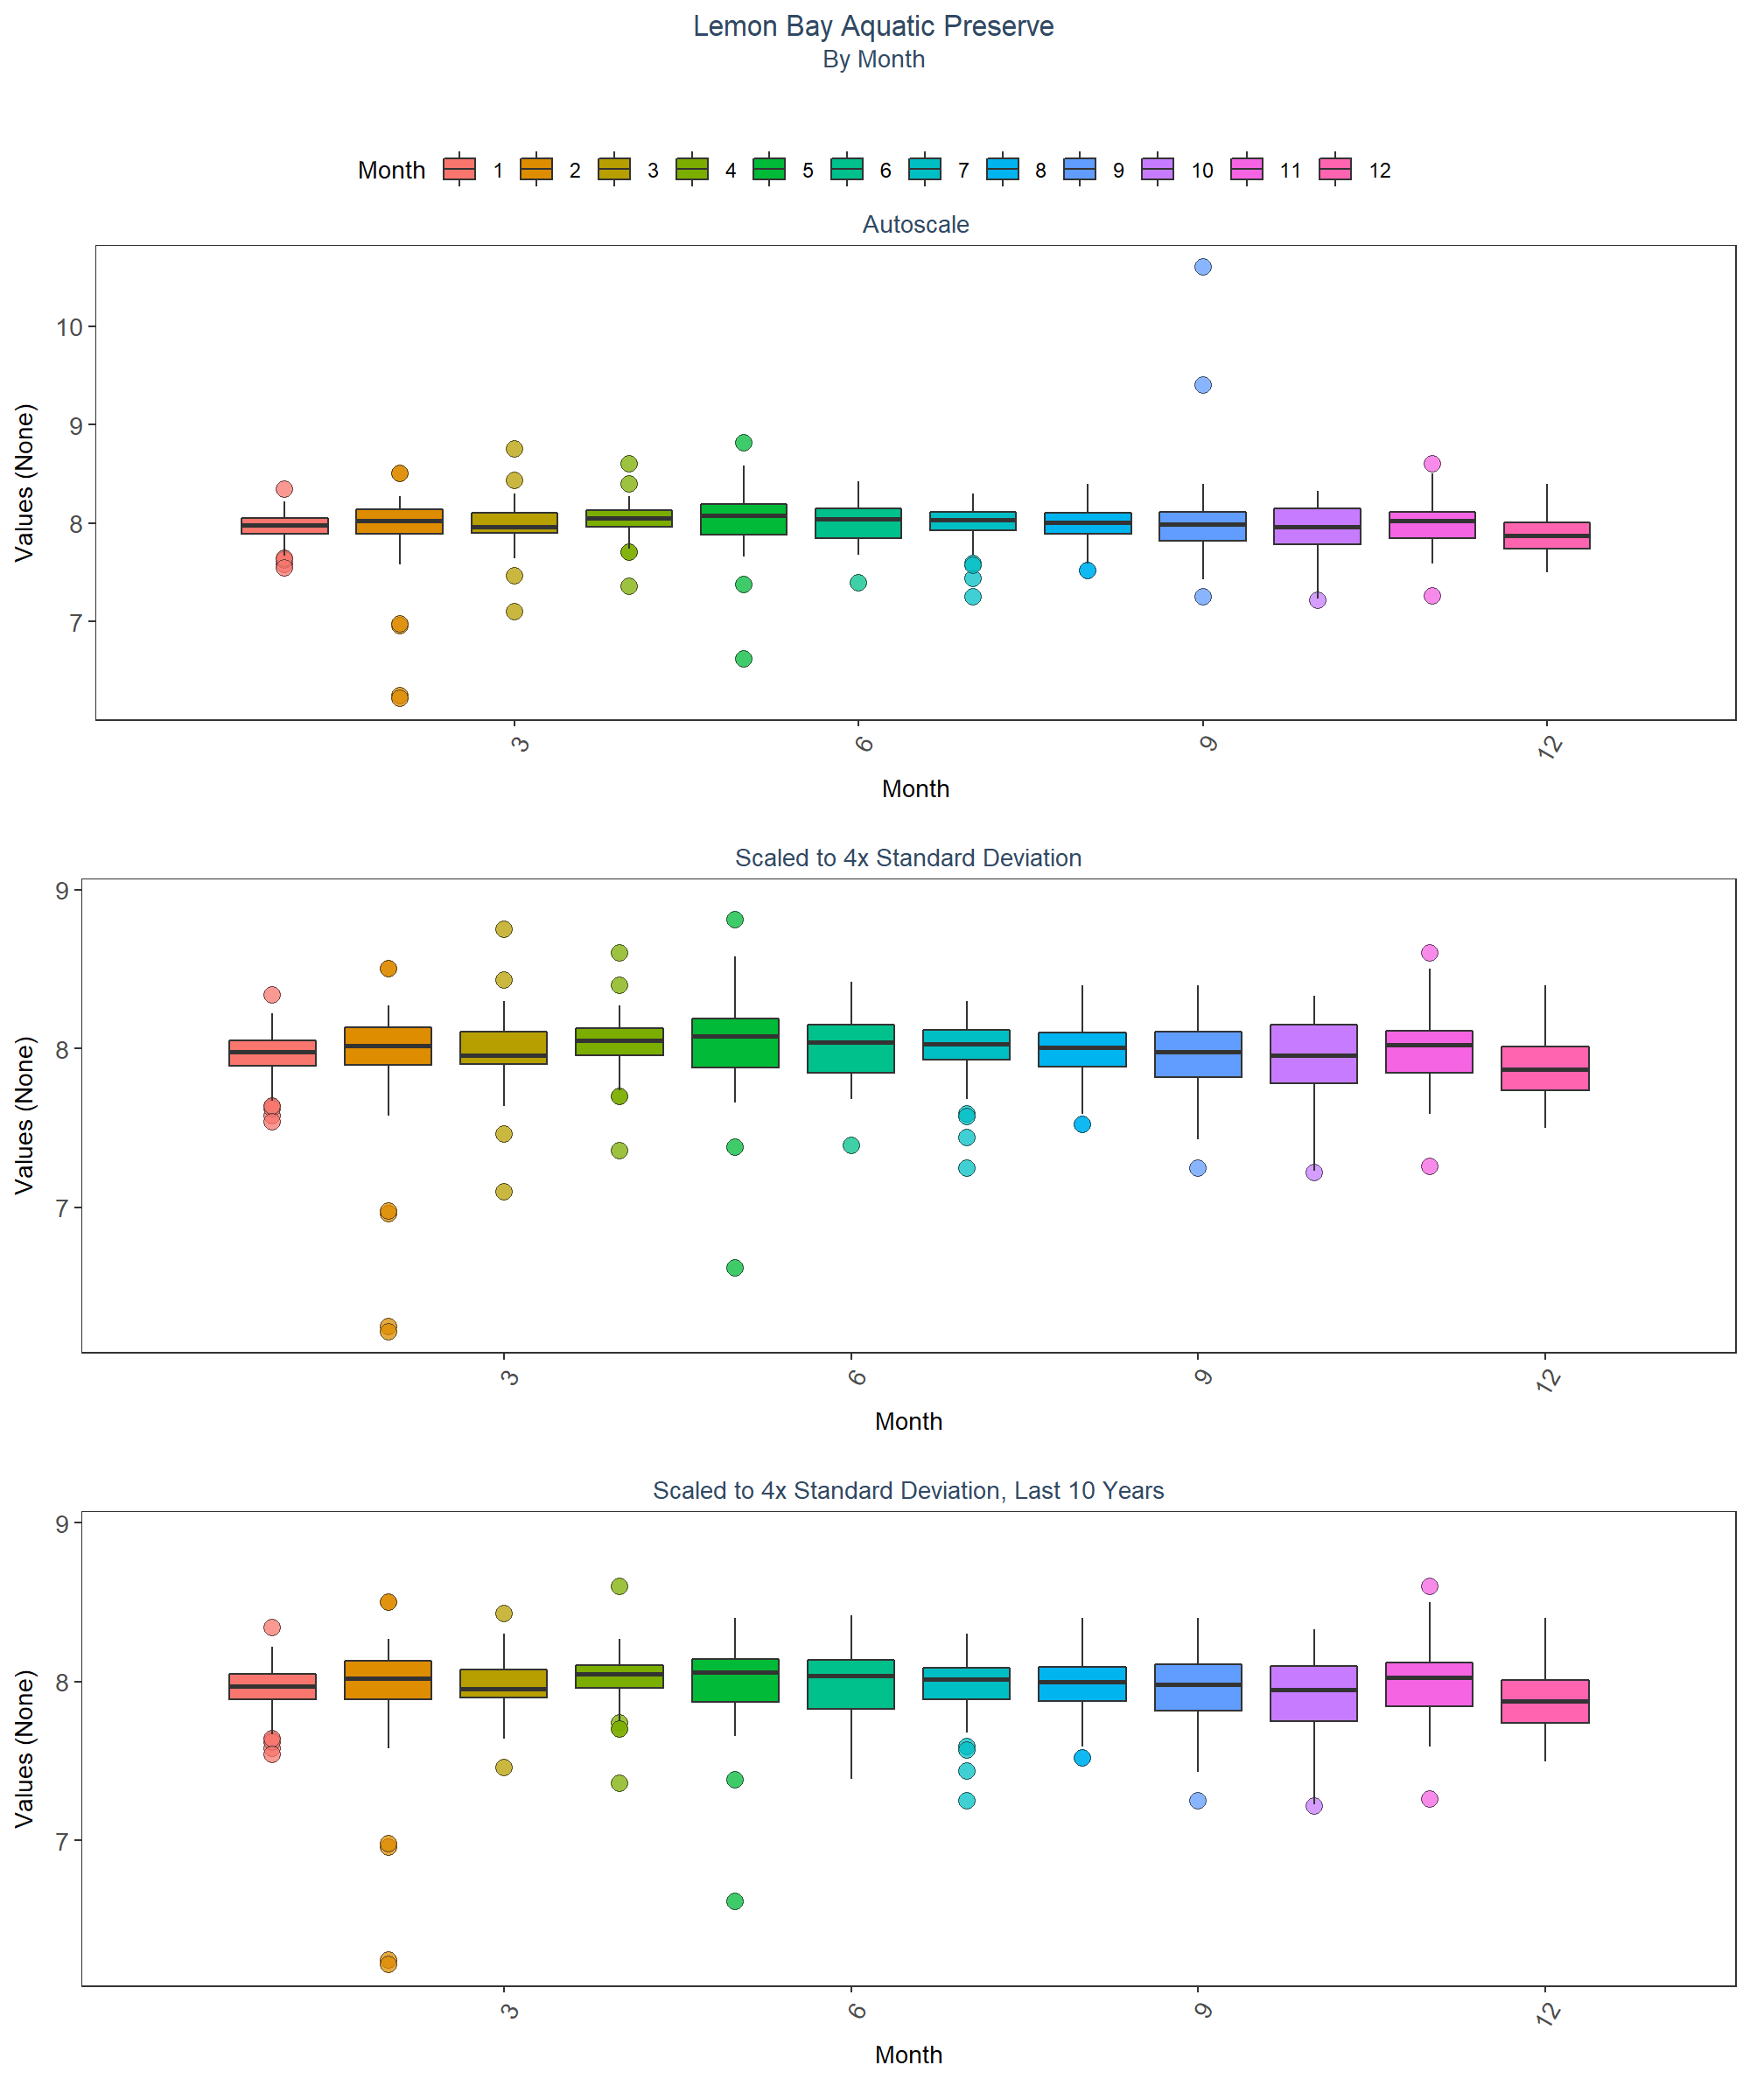 Lemon Bay Aquatic Preserve
By Month
Month 1 2 3 4 5 6 7 8 9 10 11 12
Autoscale
Values (None)
10
9
8
7
3 6 9 12
Month
Scaled to 4x Standard Deviation
Values (None)
9
8
7
3 6 9 12
Month
Scaled to 4x Standard Deviation, Last 10 Years
Values (None)
9
8
7
3 6 9 12
Month